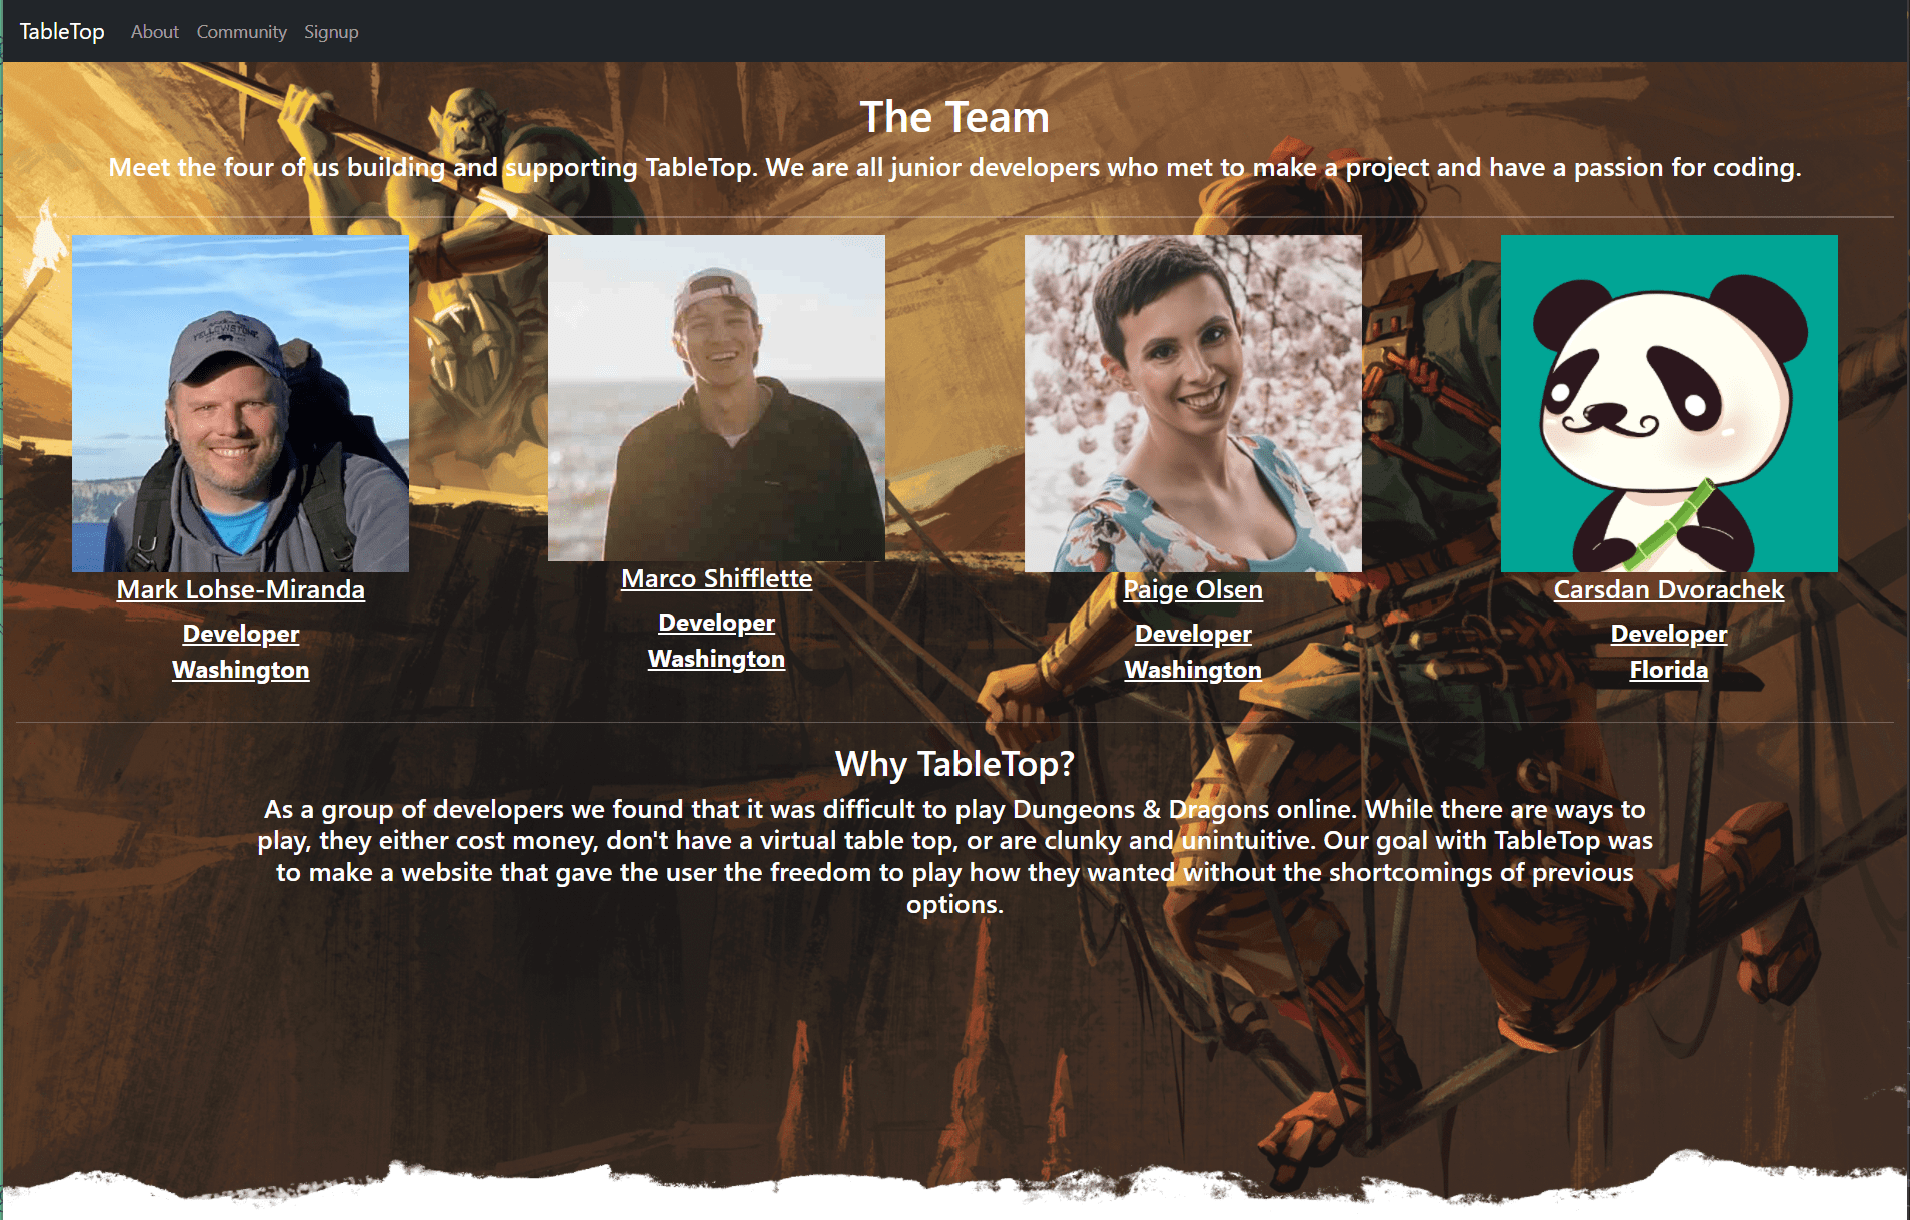 TableTop About Community Signup
The Team
Meet the four of us building and supporting TableTop. We are all junior developers who met to make a project and have a passion for coding.
YELLOWSTONE
Mark Lohse-Miranda
Developer
Washington
Marco Shifflette
Developer
Washington
Paige Olsen
Developer
Washington
Carsdan Dvorachek
Developer
Florida
Why TableTop?
As a group of developers we found that it was difficult to play Dungeons & Dragons online. While there are ways to
play, they either cost money, don't have a virtual table top, or are clunky and unintuitive. Our goal with TableTop was
to make a website that gave the user the freedom to play how they wanted without the shortcomings of previous
options.